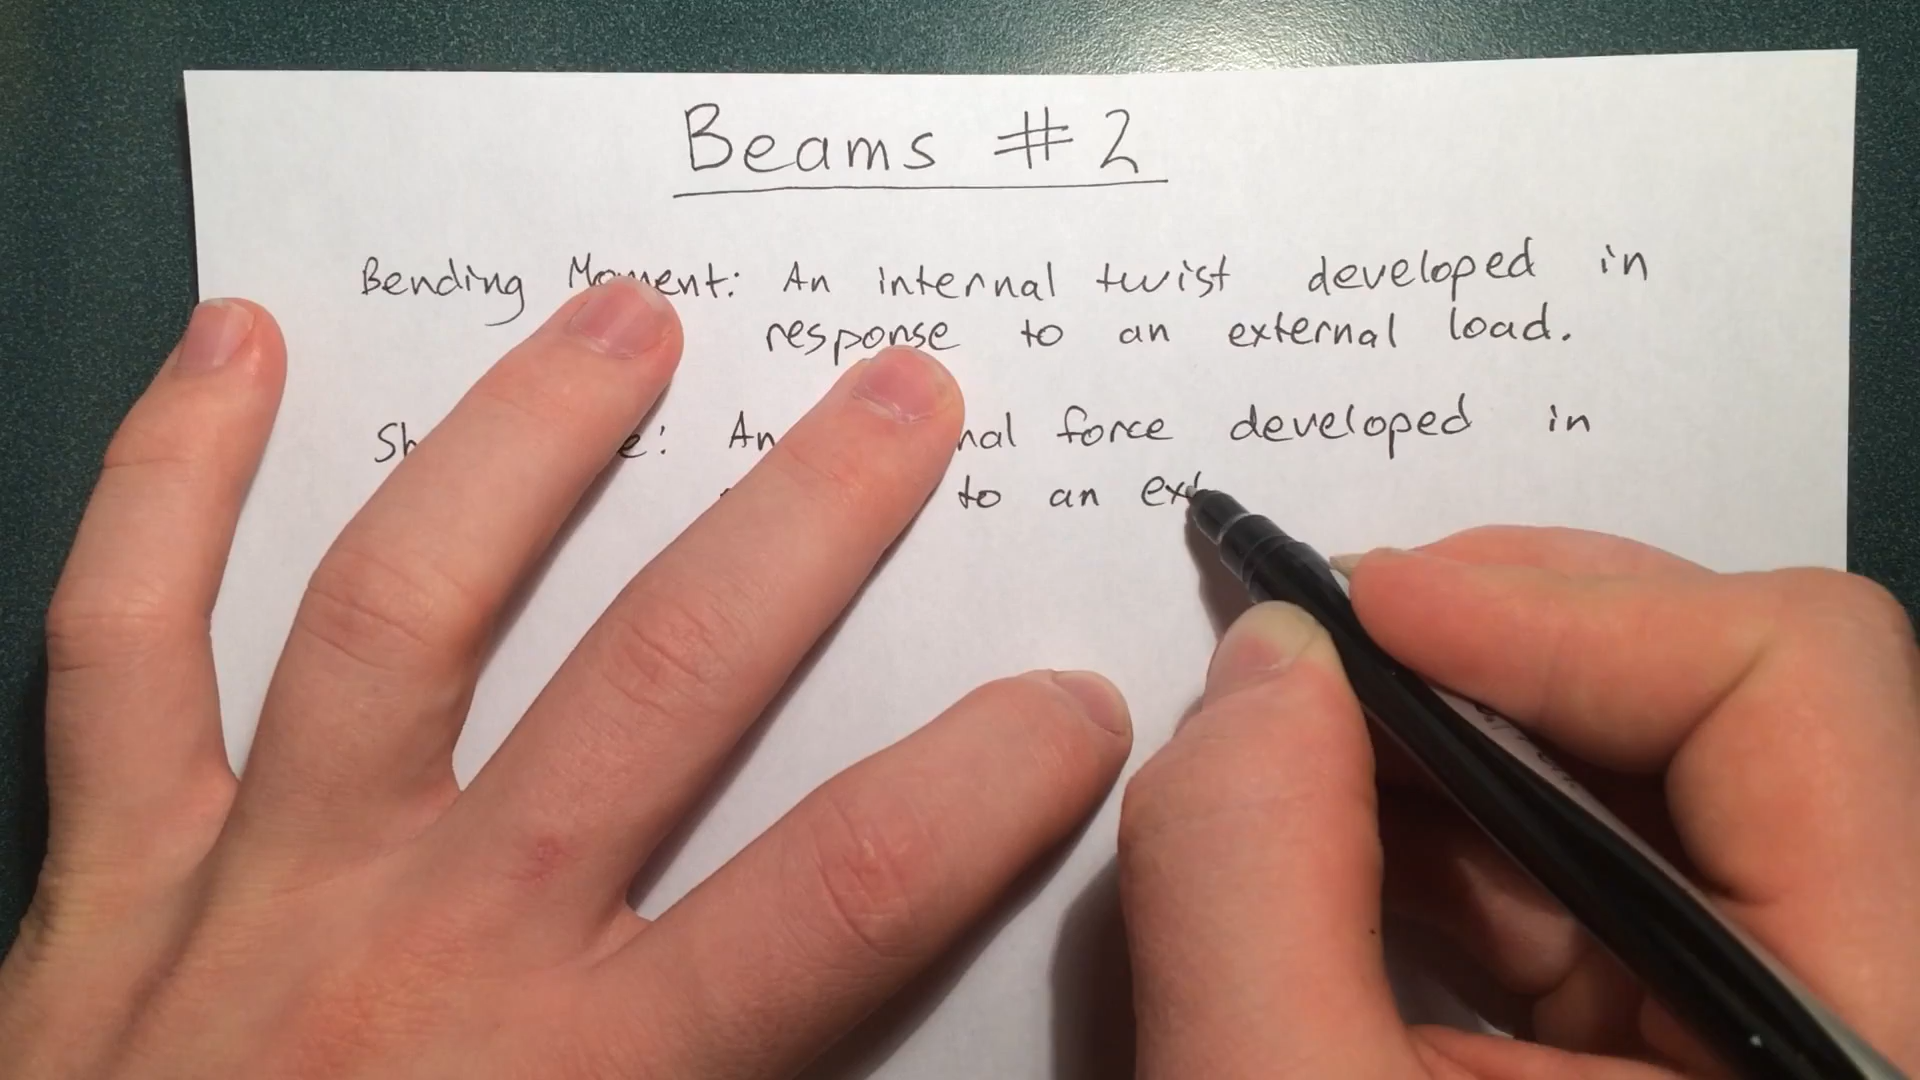 Beams #2
Bending Moment: An internal twist developed in
response to an external load.
An force developed in
to an ext